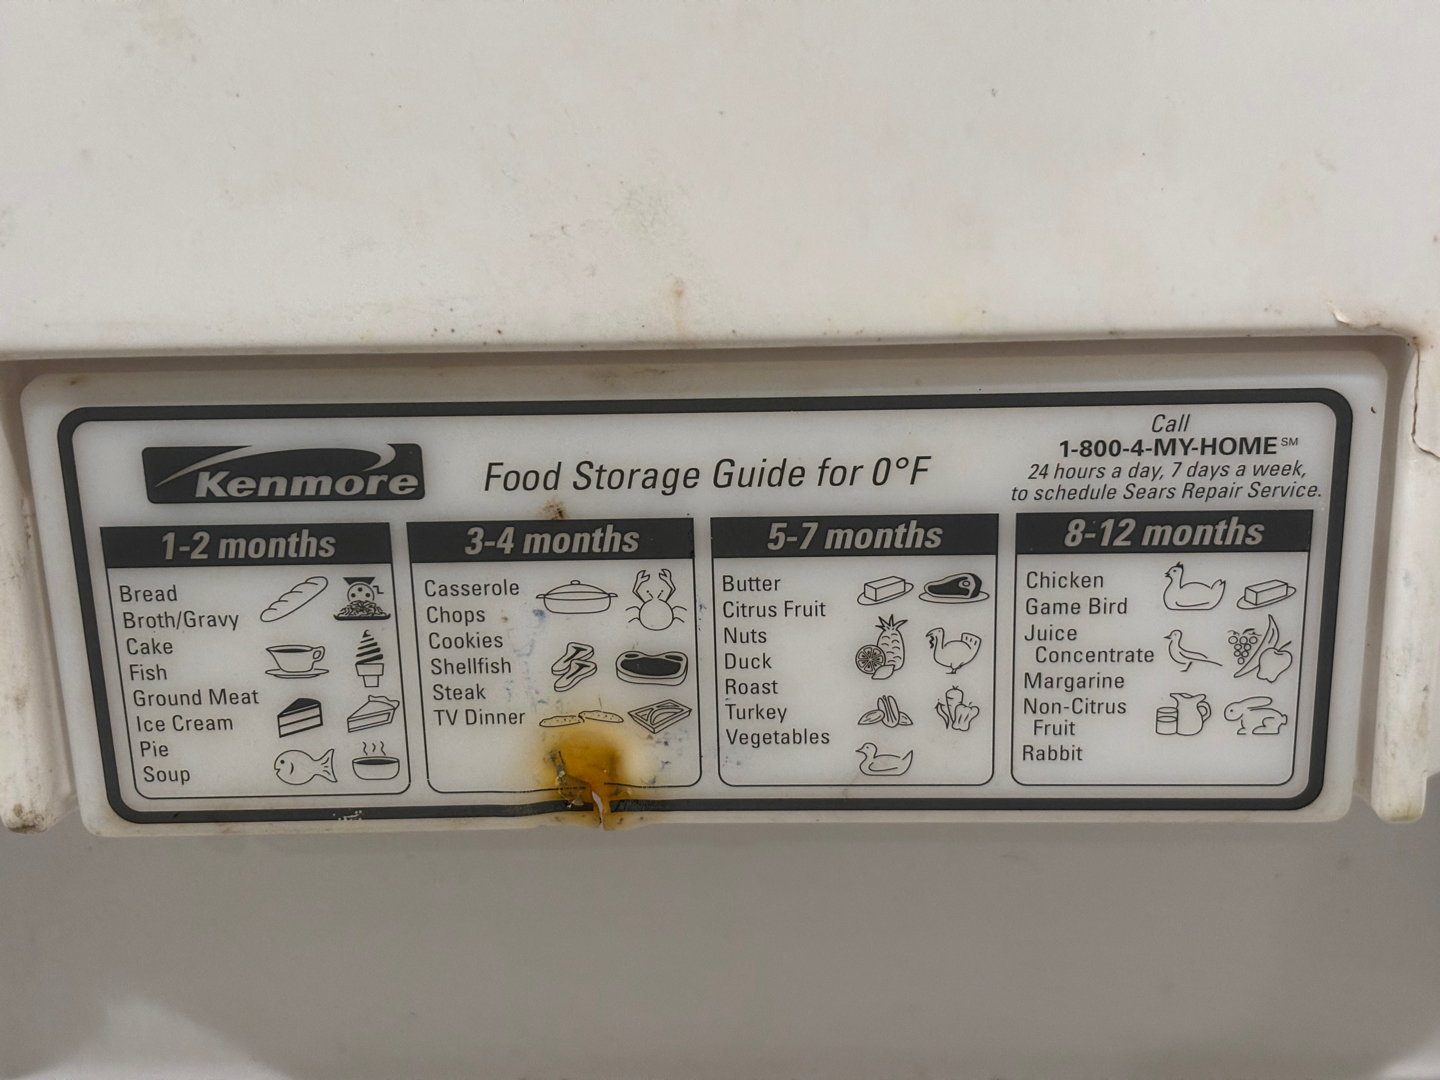 Kenmore
Food Storage Guide for 0°F
Call
1-800-4-MY-HOME℠
24 hours a day, 7 days a week,
to schedule Sears Repair Service.
1-2 months
Bread
Broth/Gravy
Cake
Fish
Ground Meat
Ice Cream
Pie
Soup
3-4 months
Casserole
Chops
Cookies
Shellfish
Steak
TV Dinner
5-7 months
Butter
Citrus Fruit
Nuts
Duck
Roast
Turkey
Vegetables
8-12 months
Chicken
Game Bird
Juice
Concentrate
Margarine
Non-Citrus
Fruit
Rabbit